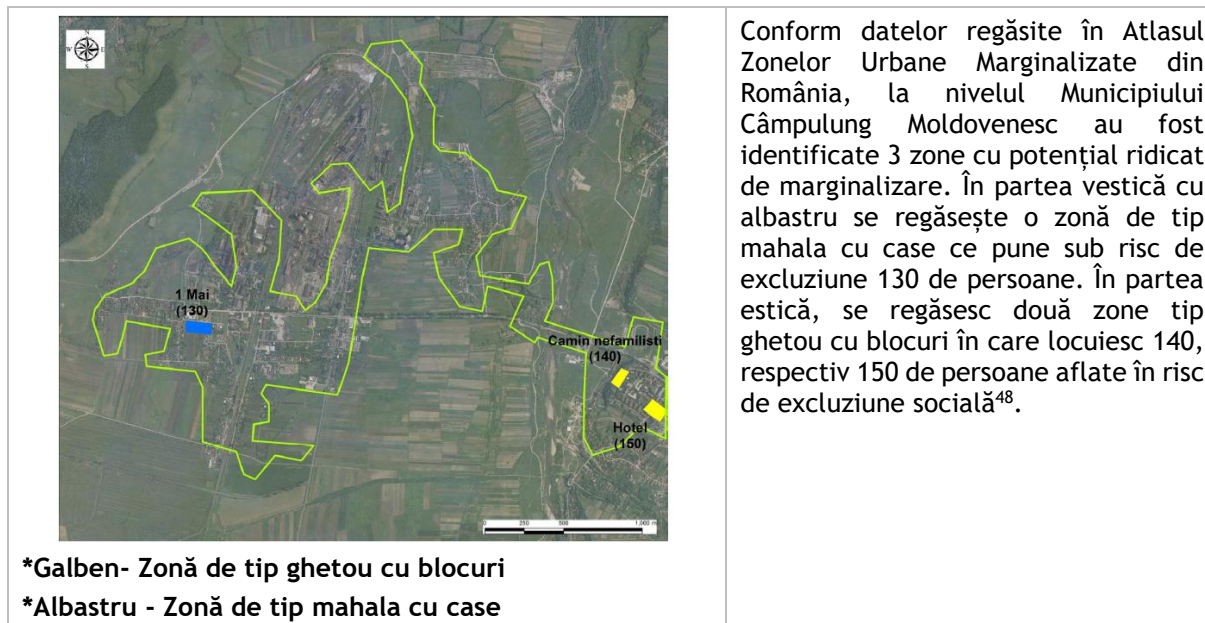 N
W E
S
1 Mai
(130)
Camin nefamilisti
(140)
Hotel
(150)
0 250 500 1,000 m
*Galben- Zonă de tip ghetou cu blocuri
*Albastru - Zonă de tip mahala cu case
Conform datelor regăsite în Atlasul
Zonelor Urbane Marginalizate din
România, la nivelul Municipiului
Câmpulung Moldovenesc au fost
identificate 3 zone cu potențial ridicat
de marginalizare. În partea vestică cu
albastru se regăsește o zonă de tip
mahala cu case ce pune sub risc de
excluziune 130 de persoane. În partea
estică, se regăsesc două zone tip
ghetou cu blocuri în care locuiesc 140,
respectiv 150 de persoane aflate în risc
de excluziune socială⁴⁸.